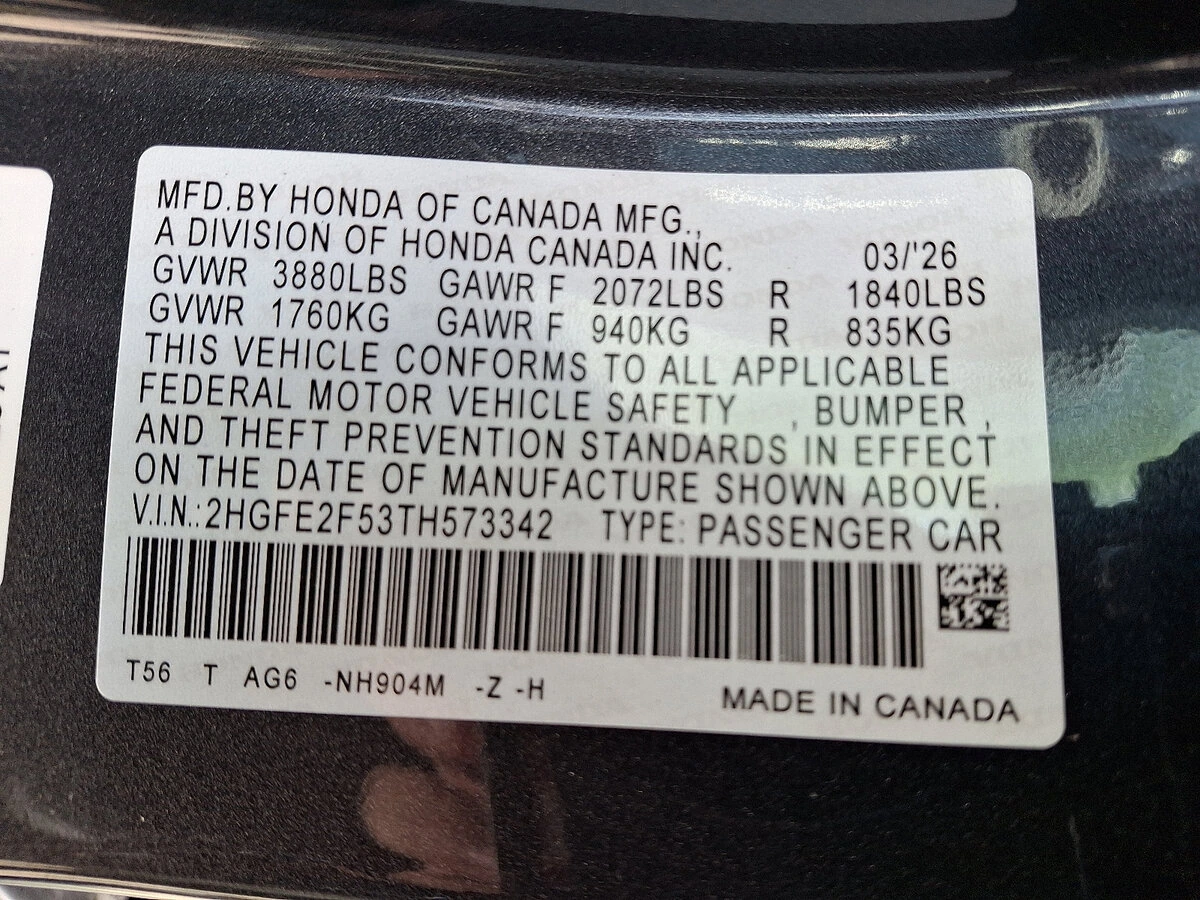 MFD.BY HONDA OF CANADA MFG.,
A DIVISION OF HONDA CANADA INC. 03/'26
GVWR 3880LBS GAWR F 2072LBS R 1840LBS
GVWR 1760KG GAWR F 940KG R 835KG
THIS VEHICLE CONFORMS TO ALL APPLICABLE
FEDERAL MOTOR VEHICLE SAFETY , BUMPER ,
AND THEFT PREVENTION STANDARDS IN EFFECT
ON THE DATE OF MANUFACTURE SHOWN ABOVE.
V.I.N.:2HGFE2F53TH573342 TYPE: PASSENGER CAR
T56 T AG6 -NH904M -Z -H
MADE IN CANADA